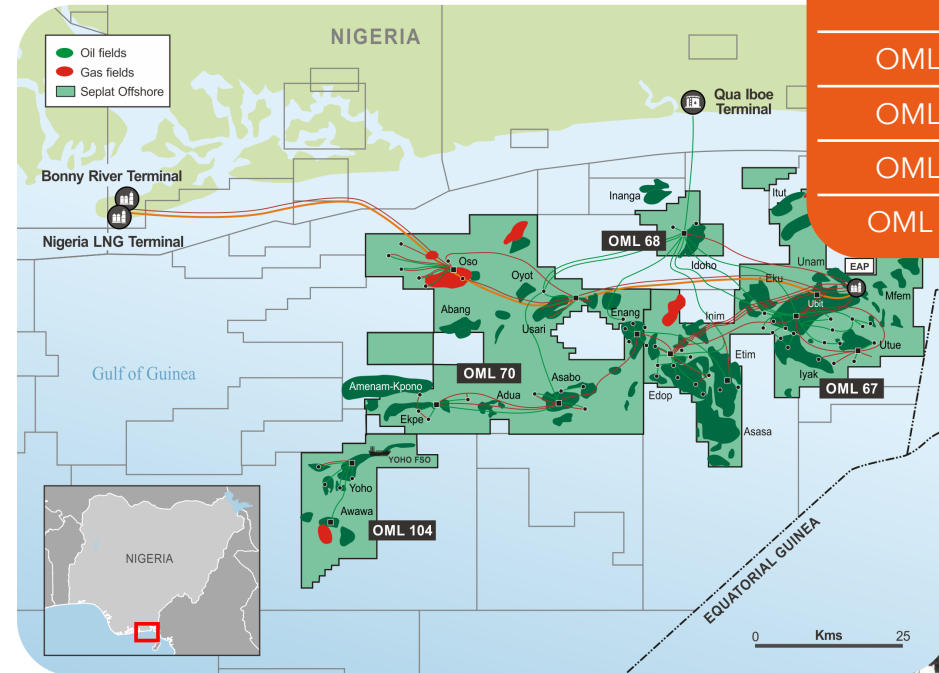 NIGERIA
Oil fields
Gas fields
Seplat Offshore
OML
OML
OML
OML
Qua Iboe
Terminal
Bonny River Terminal
Nigeria LNG Terminal
Inanga
Itut
OML 68
Idoho
Unam
EAP
Oso
Oyot
Eku
Ubit
Mfem
Abang
Usari
Enang
Inim
Utue
Etim
Iyak
Gulf of Guinea
OML 70
Asabo
OML 67
Amenam-Kpono
Adua
Edop
Ekpe
Asasa
YOHO FSO
Yoho
Awawa
OML 104
NIGERIA
EQUATORIAL GUINEA
0 Kms 25